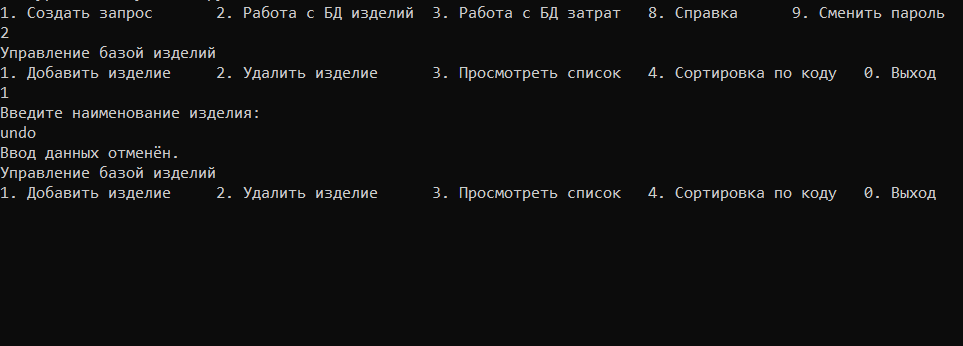 1. Создать запрос 2. Работа с БД изделий 3. Работа с БД затрат 8. Справка 9. Сменить пароль
2
Управление базой изделий
1. Добавить изделие 2. Удалить изделие 3. Просмотреть список 4. Сортировка по коду 0. Выход
1
Введите наименование изделия:
undo
Ввод данных отменён.
Управление базой изделий
1. Добавить изделие 2. Удалить изделие 3. Просмотреть список 4. Сортировка по коду 0. Выход